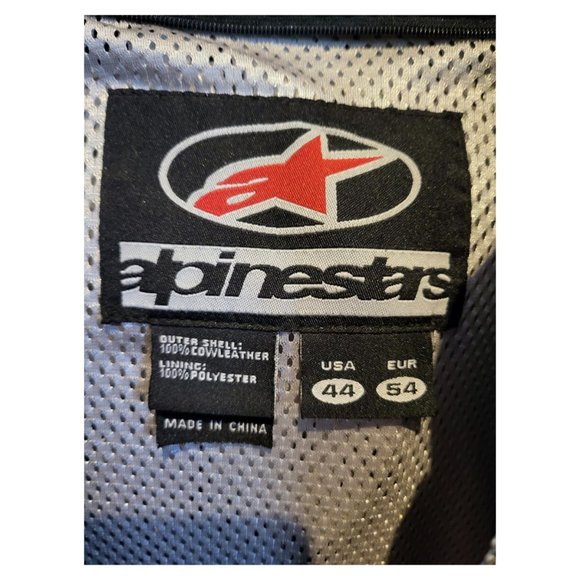 alpinestars
OUTER SHELL:
100%COWLEATHER
LINING:
100%POLYESTER
MADE IN CHINA
USA EUR
44 54